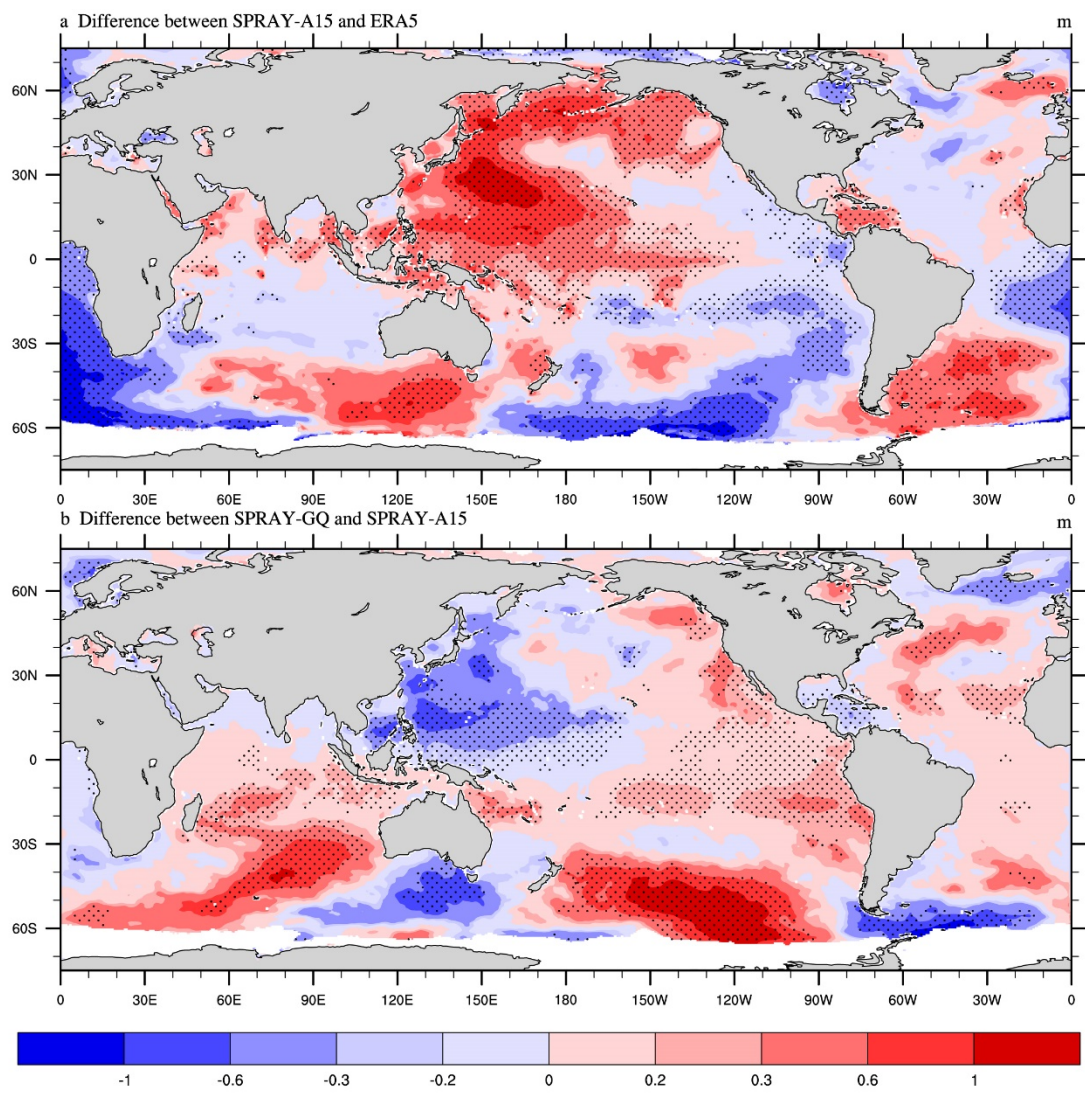 a Difference between SPRAY-A15 and ERA5 m
60N
30N
0
30S
60S
0 30E 60E 90E 120E 150E 180 150W 120W 90W 60W 30W 0
b Difference between SPRAY-GQ and SPRAY-A15 m
60N
30N
0
30S
60S
0 30E 60E 90E 120E 150E 180 150W 120W 90W 60W 30W 0
-1 -0.6 -0.3 -0.2 0 0.2 0.3 0.6 1